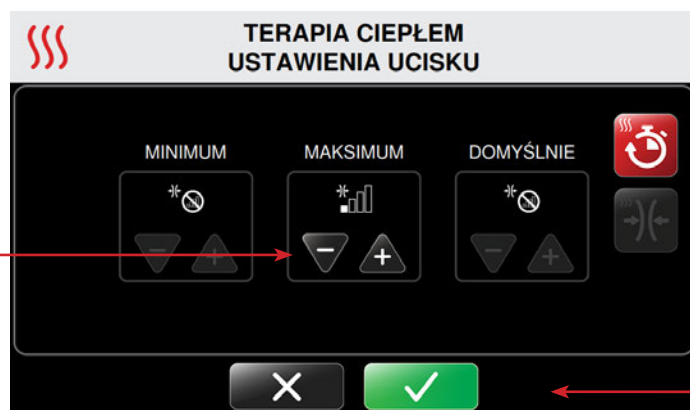 TERAPIA CIEPŁEM
USTAWIENIA UCISKU
MINIMUM MAKSIMUM DOMYŚLNIE